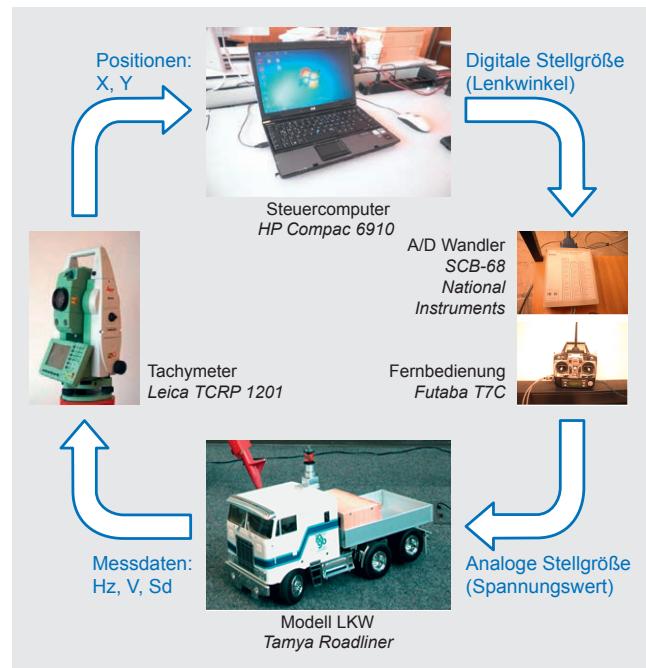 Positionen:
X, Y
Digitale Stellgröße
(Lenkwinkel)
Steuercomputer
HP Compac 6910
A/D Wandler
SCB-68
National
Instruments
Tachymeter
Leica TCRP 1201
Fernbedienung
Futaba T7C
Messdaten:
Hz, V, Sd
Analoge Stellgröße
(Spannungswert)
Modell LKW
Tamya Roadliner